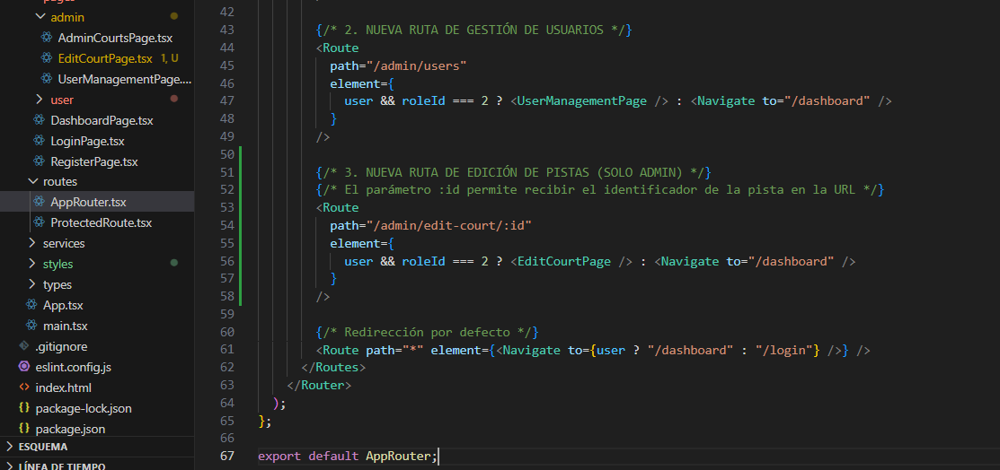 pages
admin
AdminCourtsPage.tsx
EditCourtPage.tsx 1, U
UserManagementPage....
user
DashboardPage.tsx
LoginPage.tsx
RegisterPage.tsx
routes
AppRouter.tsx
ProtectedRoute.tsx
services
styles
types
App.tsx
main.tsx
.gitignore
eslint.config.js
index.html
package-lock.json
package.json
ESQUEMA
LÍNEA DE TIEMPO
42
43 {/* 2. NUEVA RUTA DE GESTIÓN DE USUARIOS */}
44 <Route
45 path="/admin/users"
46 element={
47 user && roleId === 2 ? <UserManagementPage /> : <Navigate to="/dashboard" />
48 }
49 />
50
51 {/* 3. NUEVA RUTA DE EDICIÓN DE PISTAS (SOLO ADMIN) */}
52 {/* El parámetro :id permite recibir el identificador de la pista en la URL */}
53 <Route
54 path="/admin/edit-court/:id"
55 element={
56 user && roleId === 2 ? <EditCourtPage /> : <Navigate to="/dashboard" />
57 }
58 />
59
60 {/* Redirección por defecto */}
61 <Route path="*" element={<Navigate to={user ? "/dashboard" : "/login"} />} />
62 </Routes>
63 </Router>
64 );
65 };
66
67 export default AppRouter;